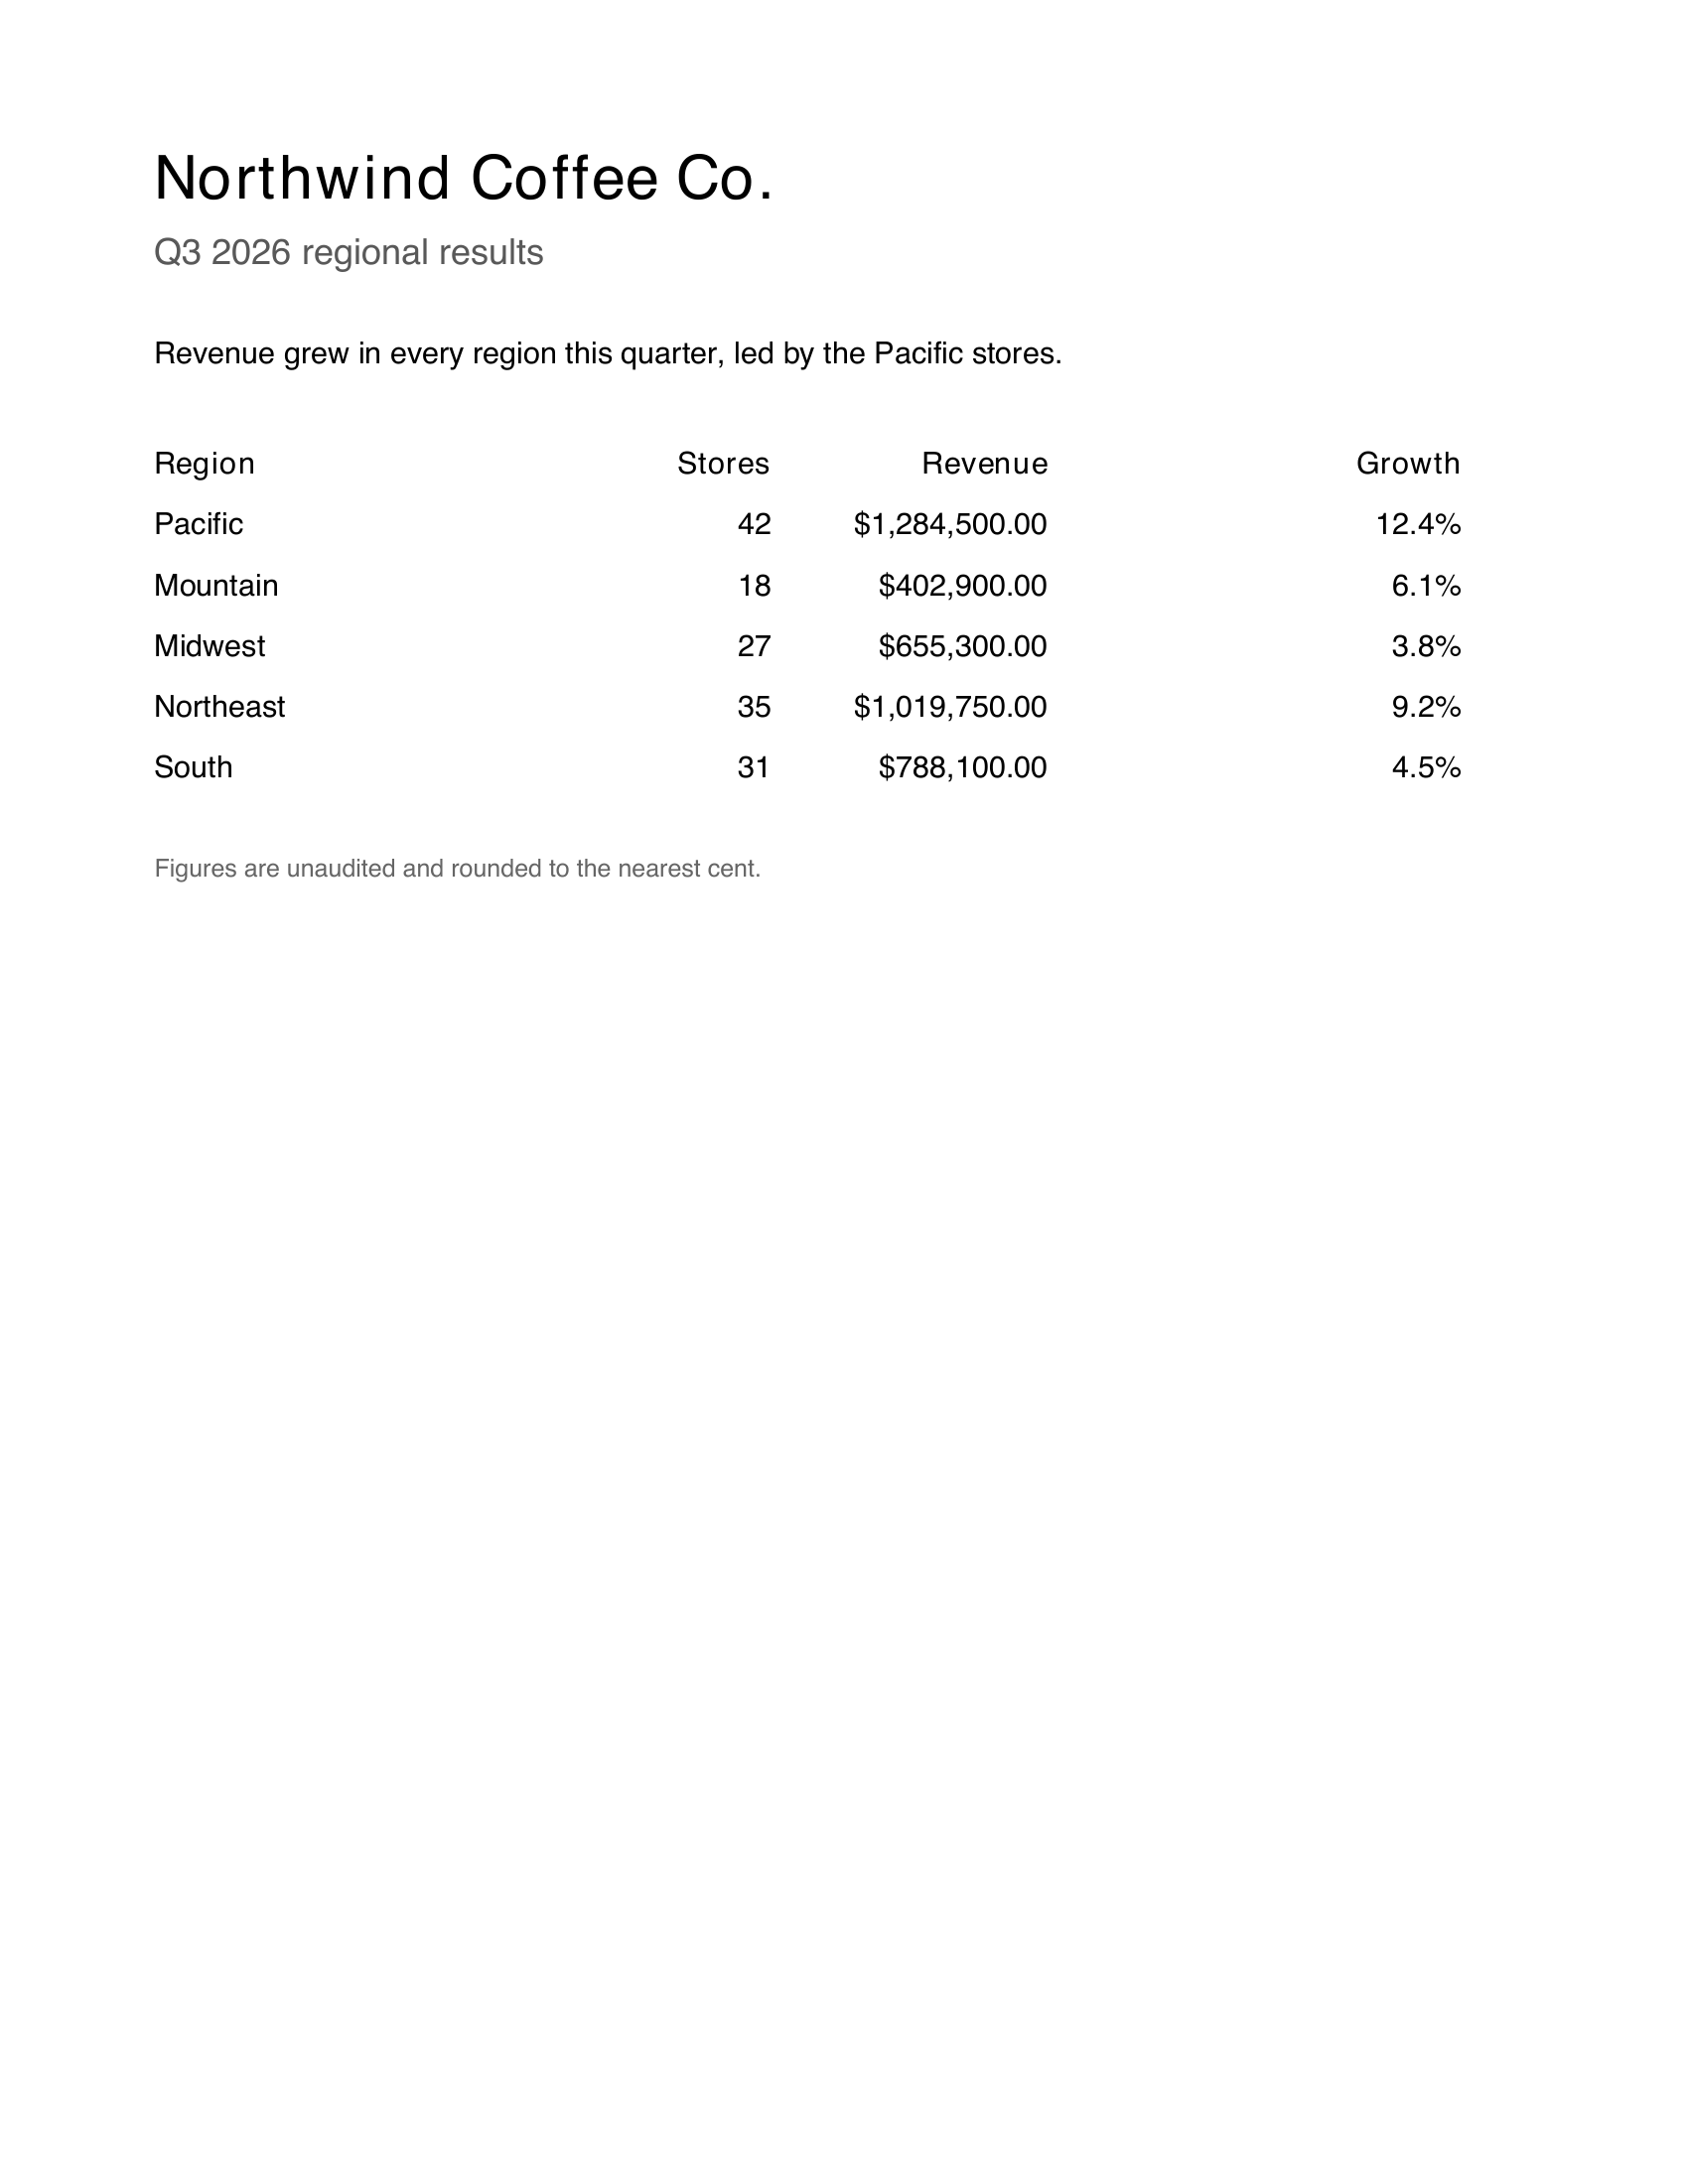 Northwind Coffee Co.
Q3 2026 regional results
Revenue grew in every region this quarter, led by the Pacific stores.
Region Stores Revenue Growth
Pacific 42 $1,284,500.00 12.4%
Mountain 18 $402,900.00 6.1%
Midwest 27 $655,300.00 3.8%
Northeast 35 $1,019,750.00 9.2%
South 31 $788,100.00 4.5%
Figures are unaudited and rounded to the nearest cent.